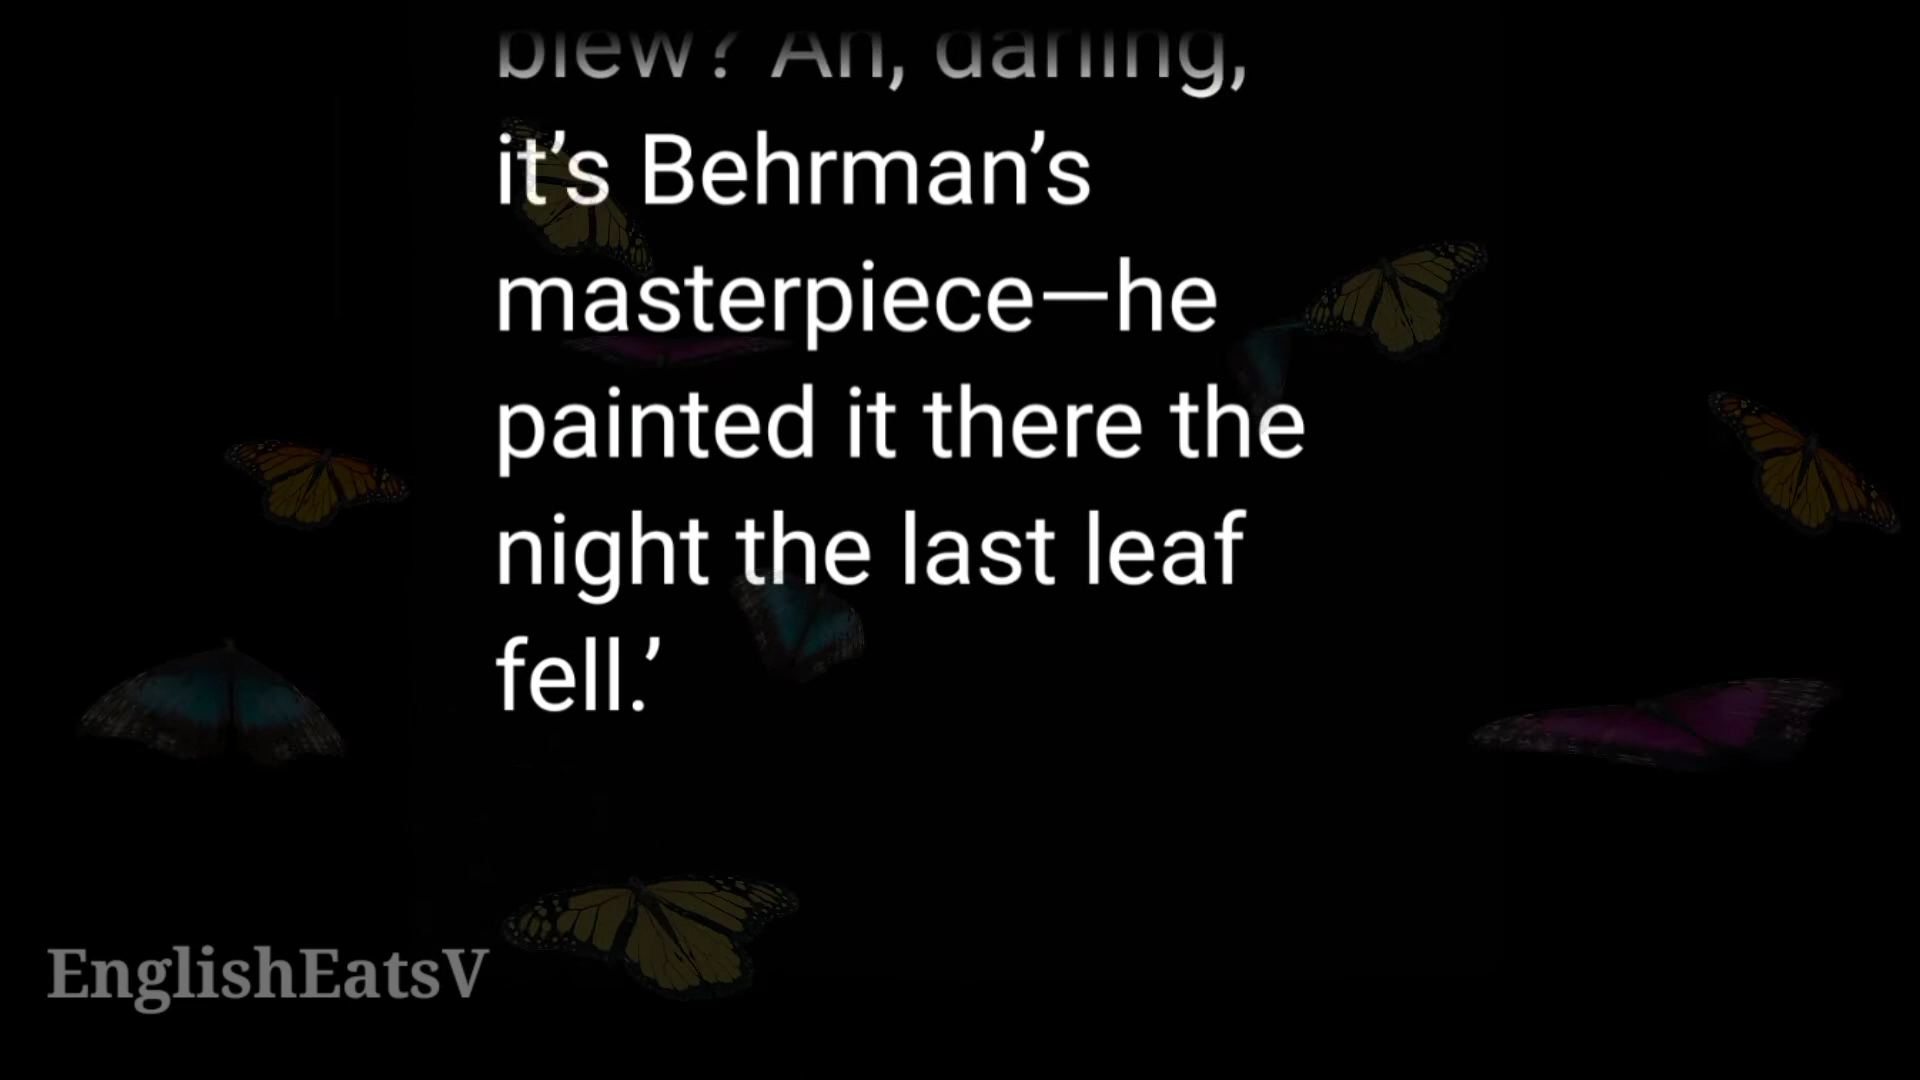 blew? Ah, darling,
it’s Behrman’s
masterpiece—he
painted it there the
night the last leaf
fell.’
EnglishEatsV